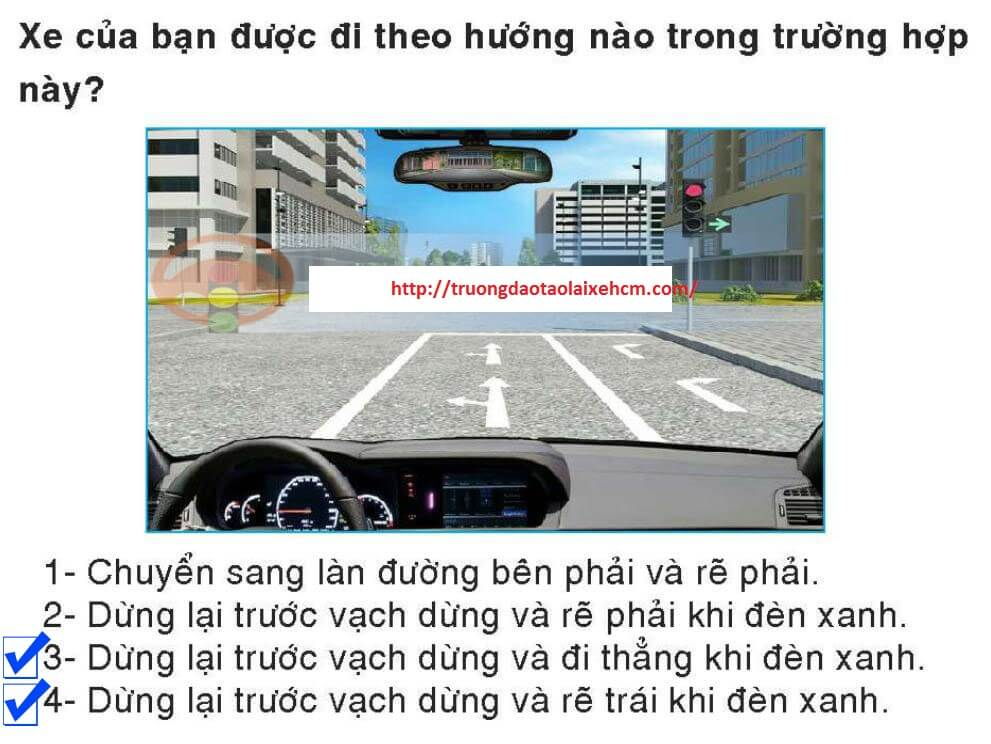 Xe của bạn được đi theo hướng nào trong trường hợp
này?
http://truongdaotaolaixehcm.com/
1- Chuyển sang làn đường bên phải và rẽ phải.
2- Dừng lại trước vạch dừng và rẽ phải khi đèn xanh.
3- Dừng lại trước vạch dừng và đi thẳng khi đèn xanh.
4- Dừng lại trước vạch dừng và rẽ trái khi đèn xanh.